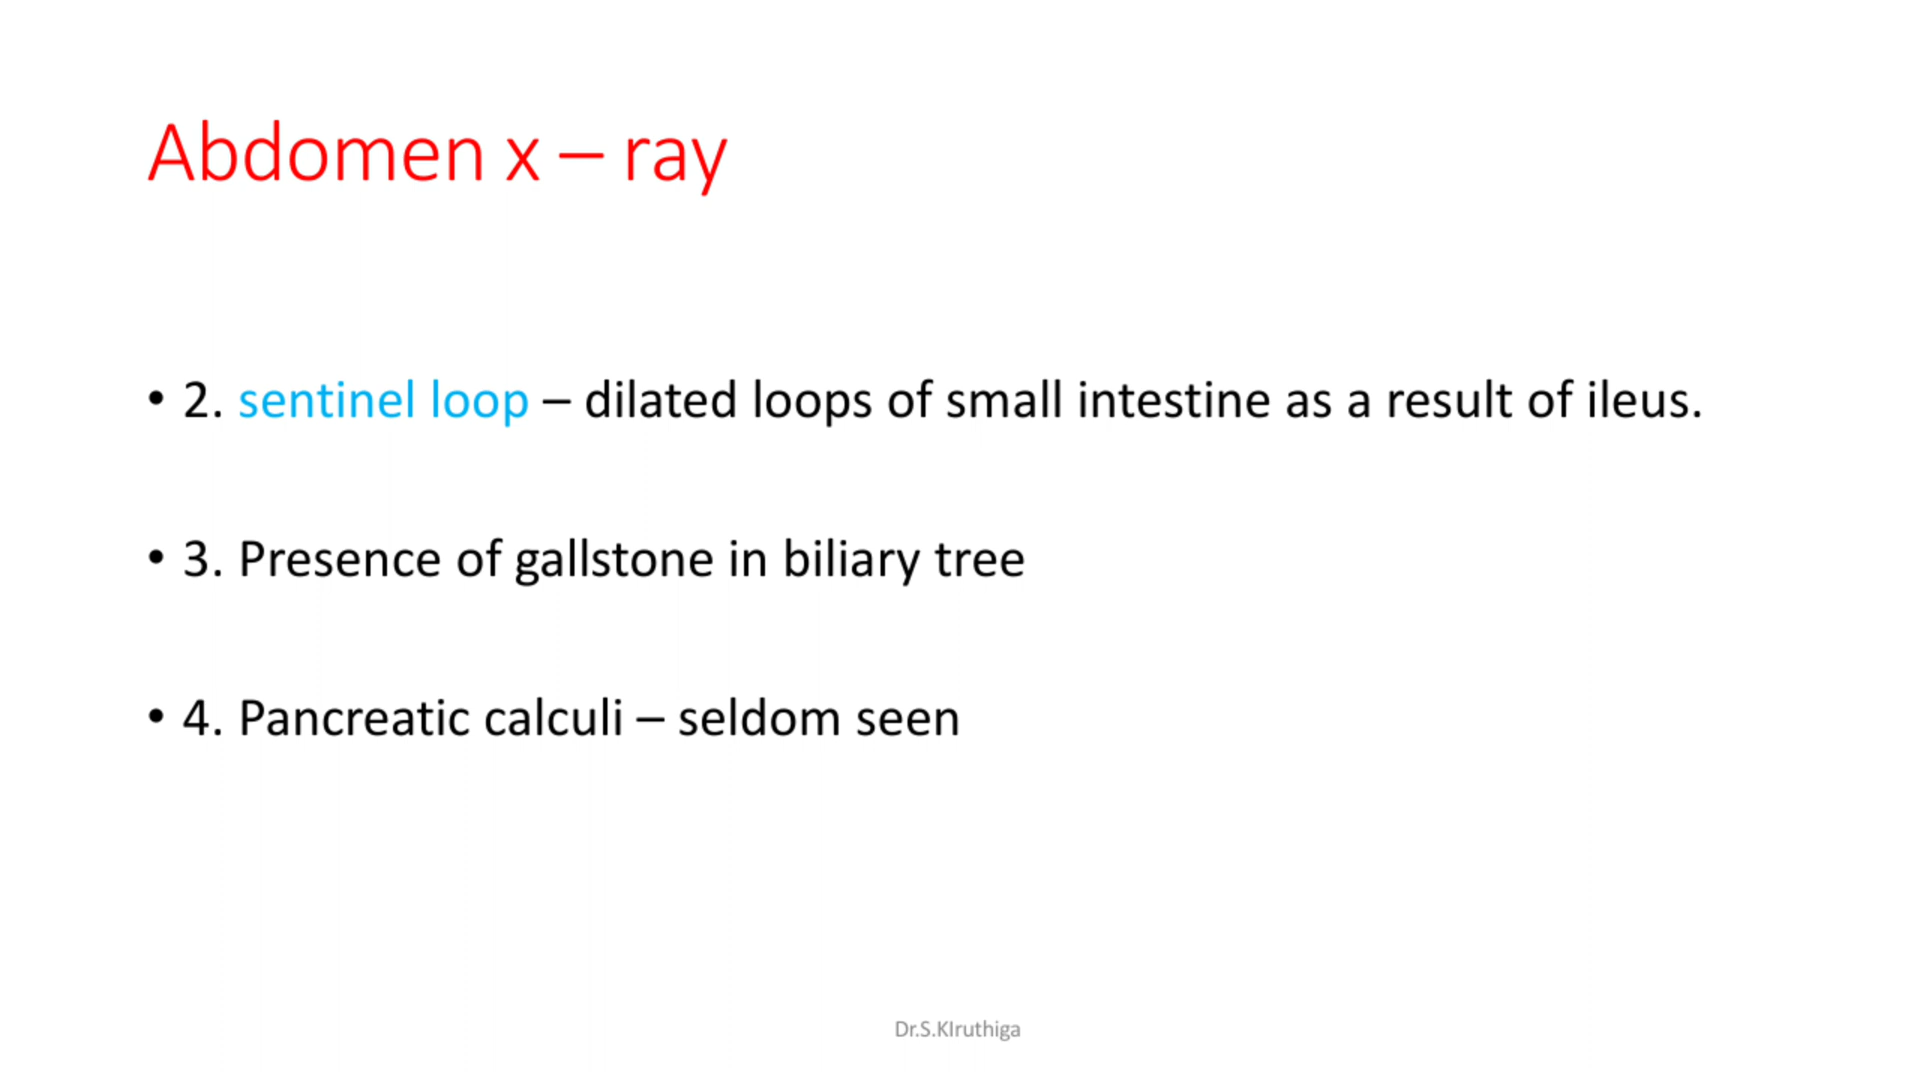 Abdomen x – ray
• 2. sentinel loop – dilated loops of small intestine as a result of ileus.
• 3. Presence of gallstone in biliary tree
• 4. Pancreatic calculi – seldom seen
Dr.S.KIruthiga